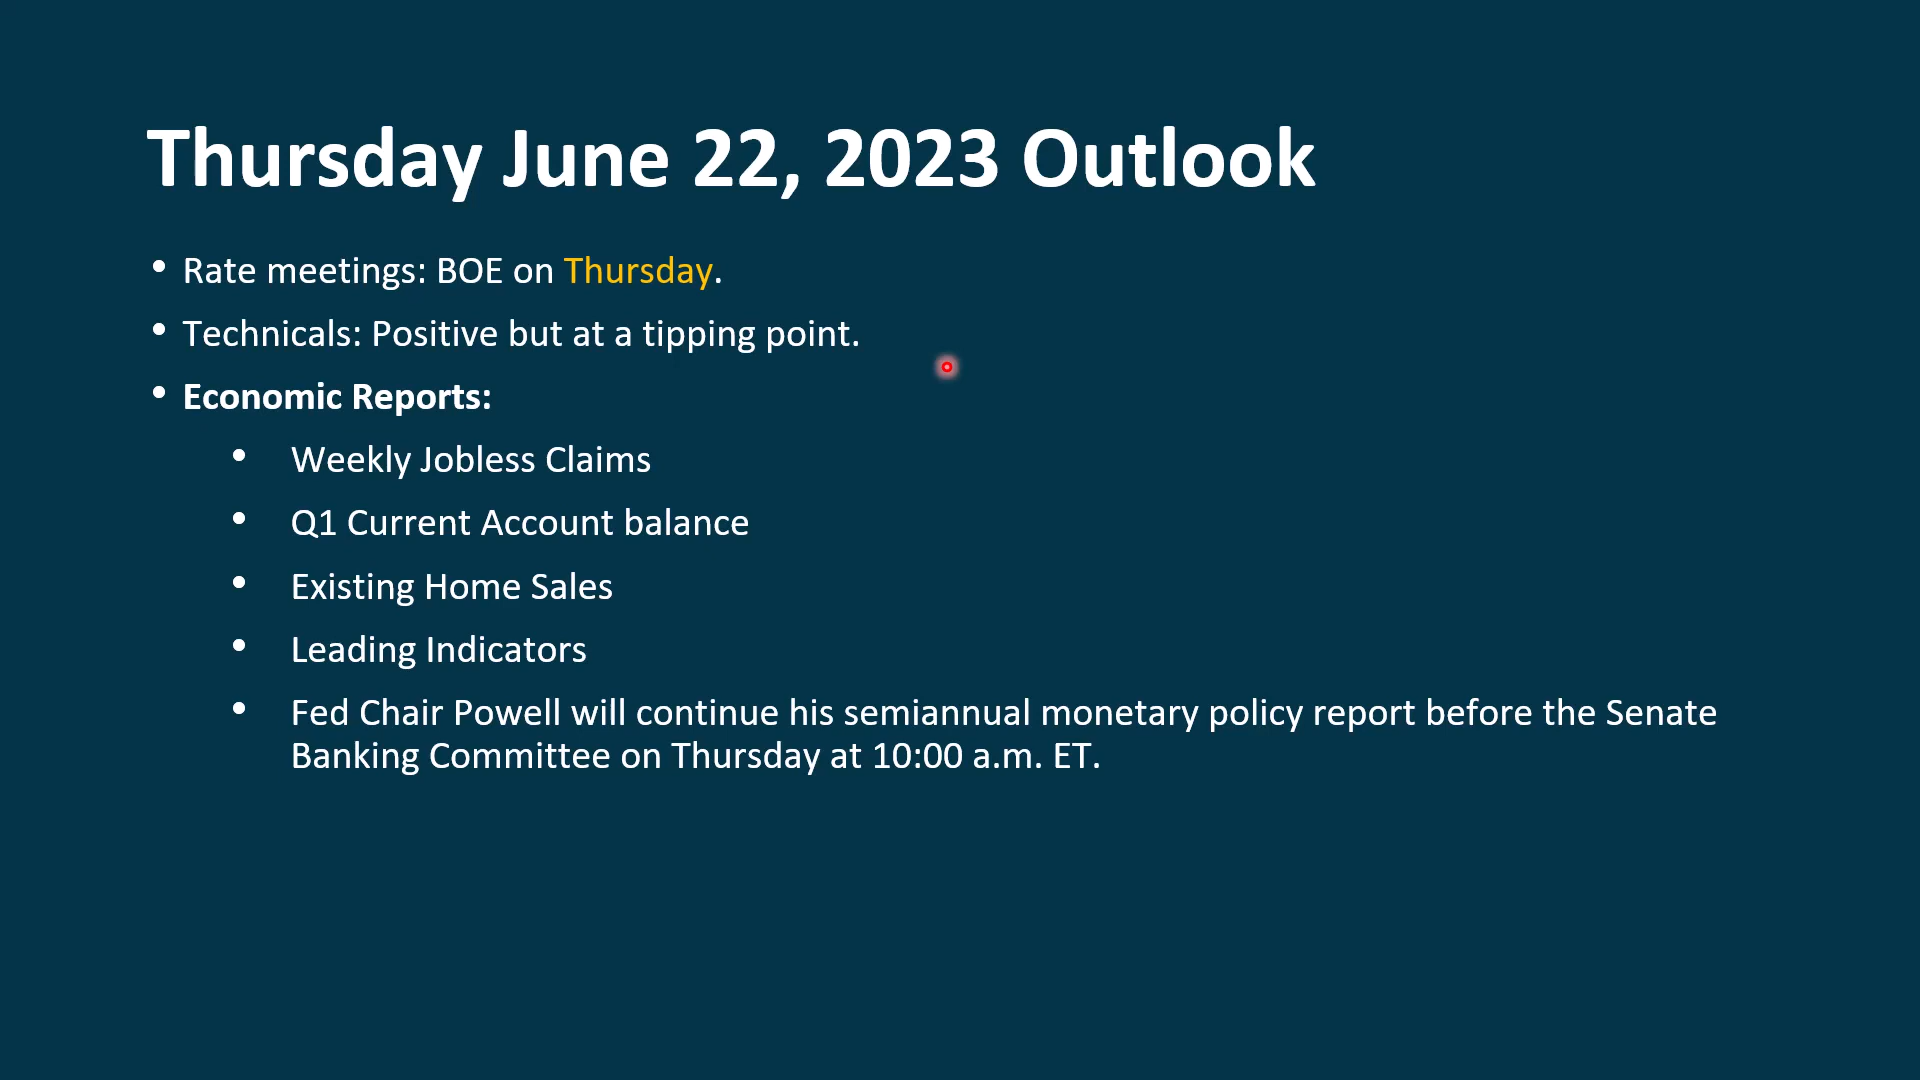 Thursday June 22, 2023 Outlook
• Rate meetings: BOE on Thursday.
• Technicals: Positive but at a tipping point.
• Economic Reports:
• Weekly Jobless Claims
• Q1 Current Account balance
• Existing Home Sales
• Leading Indicators
• Fed Chair Powell will continue his semiannual monetary policy report before the Senate
Banking Committee on Thursday at 10:00 a.m. ET.